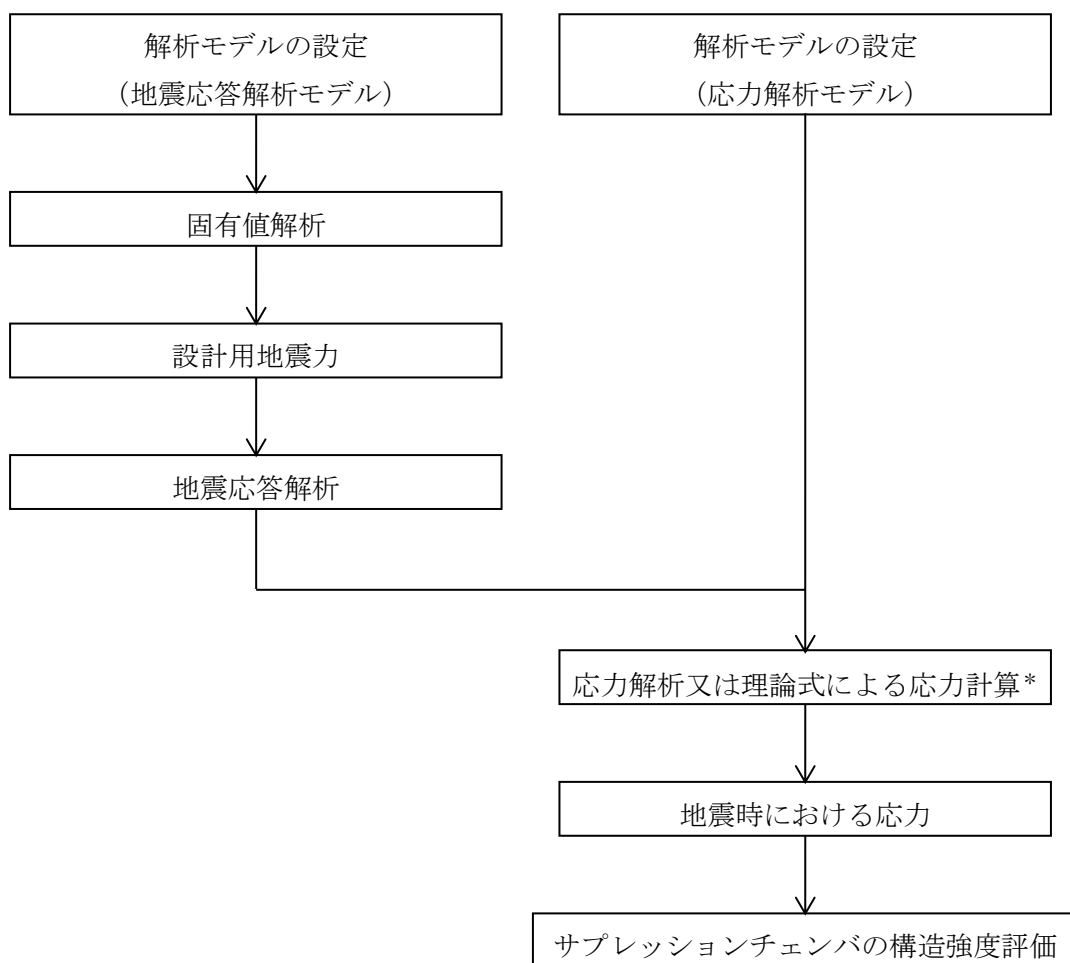 解析モデルの設定
(地震応答解析モデル)
固有値解析
設計用地震力
地震応答解析
解析モデルの設定
(応力解析モデル)
応力解析又は理論式による応力計算*
地震時における応力
サプレッションチェンバの構造強度評価